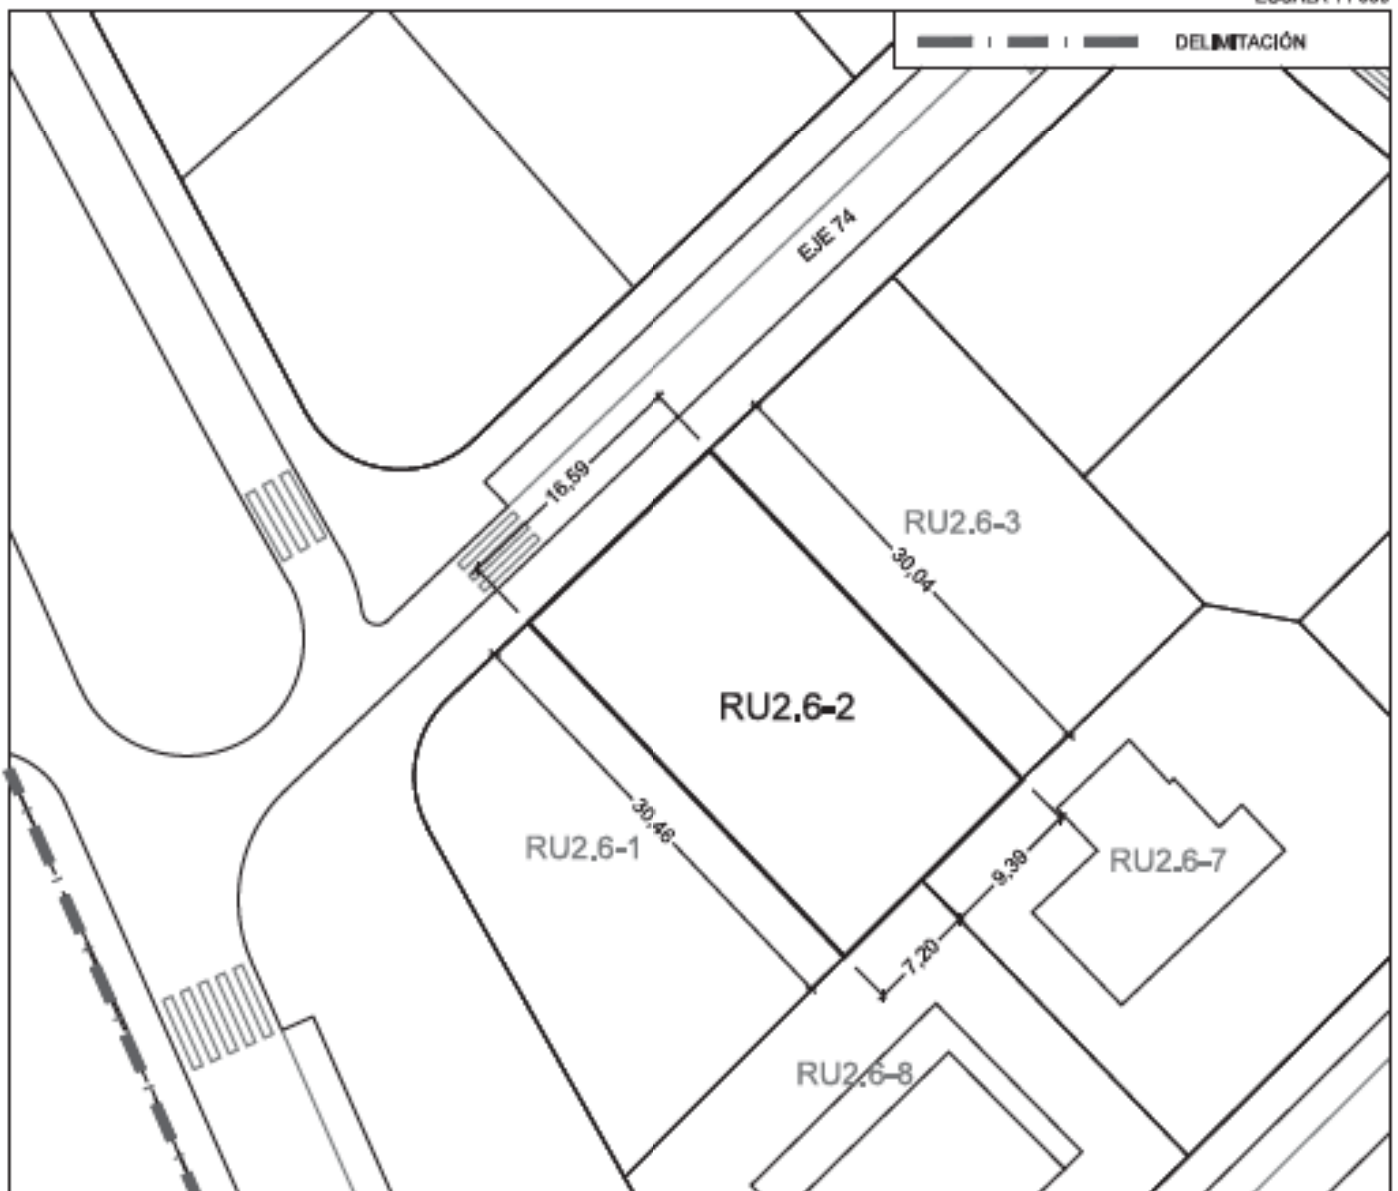 DELIMITACIÓN
EJE 74
16,59
RU2.6-3
30,04
RU2.6-2
30,46
RU2.6-1
RU2.6-7
9,39
7,20
RU2.6-8